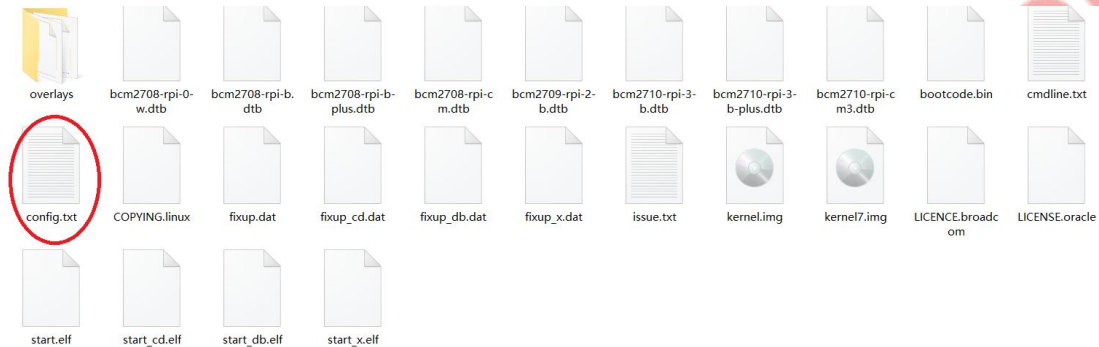 overlays
bcm2708-rpi-0-
w.dtb
bcm2708-rpi-b.
dtb
bcm2708-rpi-b-
plus.dtb
bcm2708-rpi-c
m.dtb
bcm2709-rpi-2-
b.dtb
bcm2710-rpi-3-
b.dtb
bcm2710-rpi-3-
b-plus.dtb
bcm2710-rpi-c
m3.dtb
bootcode.bin
cmdline.txt
config.txt
COPYING.linux
fixup.dat
fixup_cd.dat
fixup_db.dat
fixup_x.dat
issue.txt
kernel.img
kernel7.img
LICENCE.broadc
om
LICENSE.oracle
start.elf
start_cd.elf
start_db.elf
start_x.elf